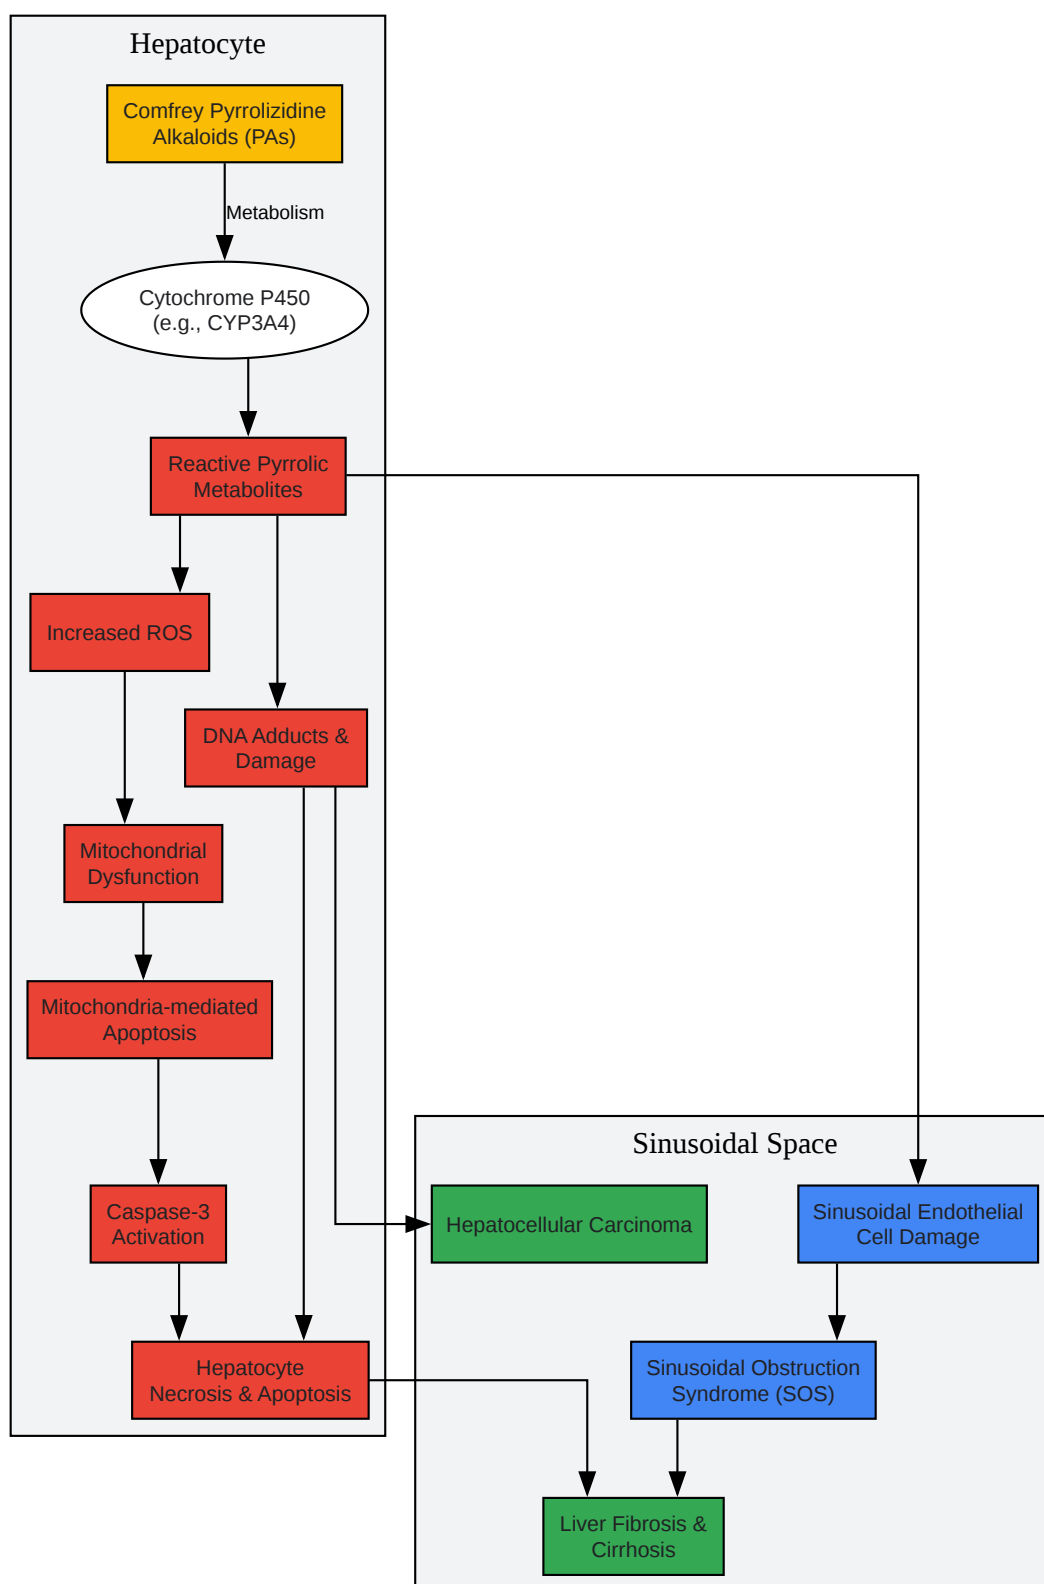 Hepatocyte
Comfrey Pyrrolizidine
Alkaloids (PAs)
Metabolism
Cytochrome P450
(e.g., CYP3A4)
Reactive Pyrrolic
Metabolites
Increased ROS
DNA Adducts &
Damage
Mitochondrial
Dysfunction
Mitochondria-mediated
Apoptosis
Caspase-3
Activation
Hepatocyte
Necrosis & Apoptosis
Sinusoidal Space
Hepatocellular Carcinoma
Sinusoidal Endothelial
Cell Damage
Sinusoidal Obstruction
Syndrome (SOS)
Liver Fibrosis &
Cirrhosis